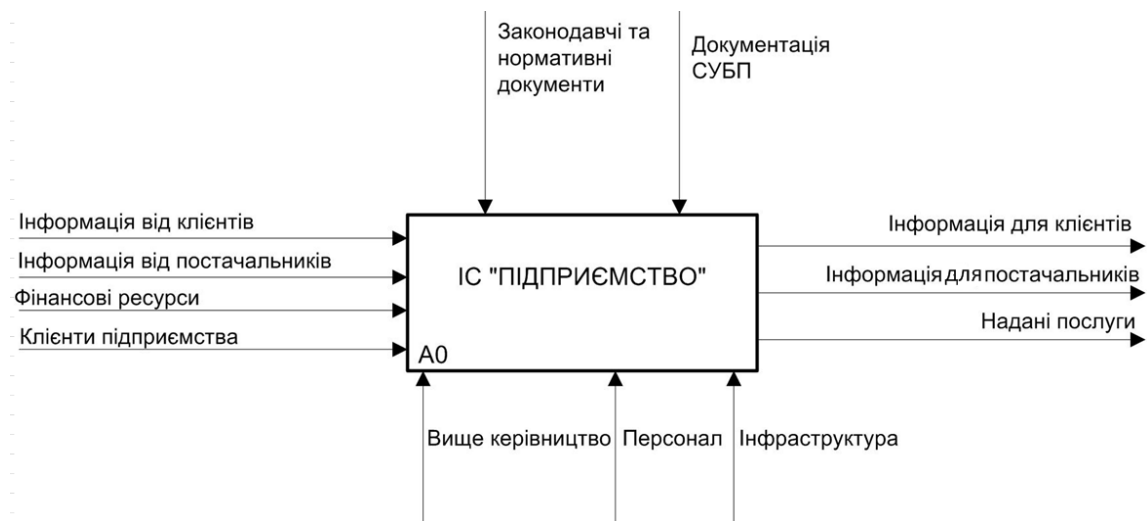 Законодавчі та
нормативні
документи
Документація
СУБП
Інформація від клієнтів
Інформація від постачальників
Фінансові ресурси
Клієнти підприємства
ІС "ПІДПРИЄМСТВО"
А0
Інформація для клієнтів
Інформація для постачальників
Надані послуги
Вище керівництво
Персонал
Інфраструктура